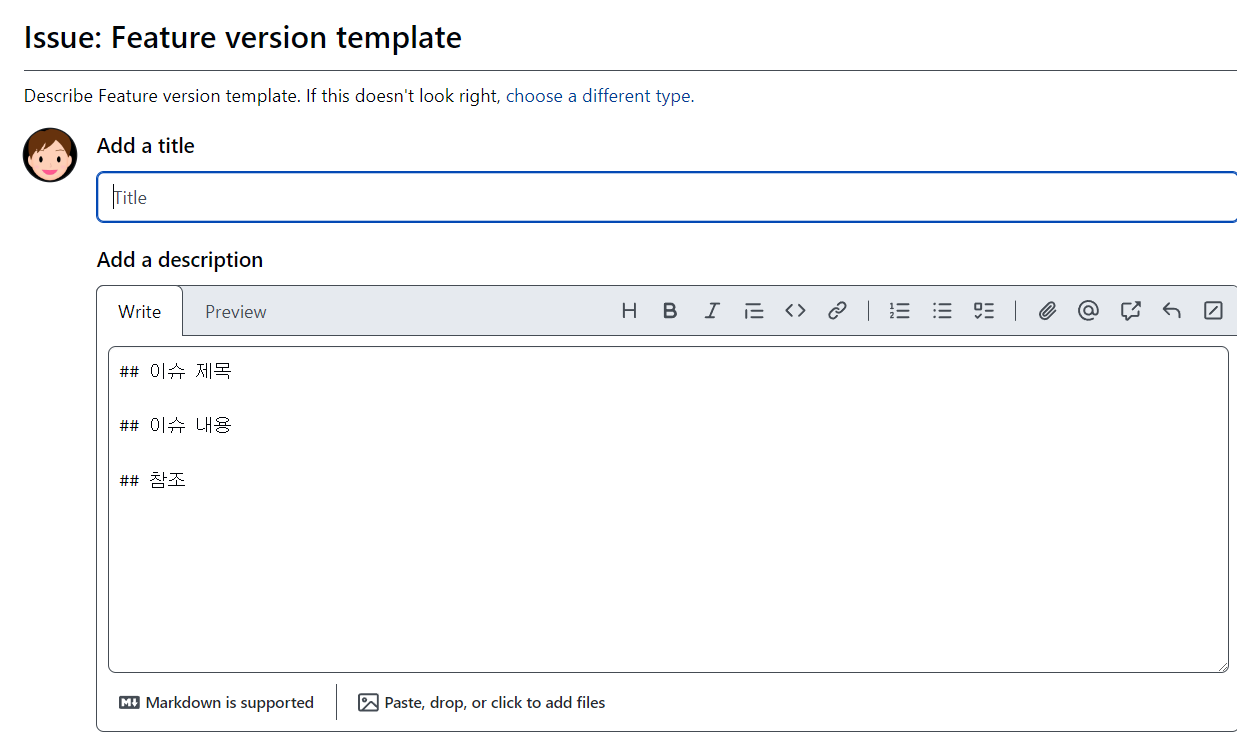 Issue: Feature version template
Describe Feature version template. If this doesn't look right, choose a different type.
Add a title
Title
Add a description
Write Preview
## 이슈 제목
## 이슈 내용
## 참조
Markdown is supported
Paste, drop, or click to add files